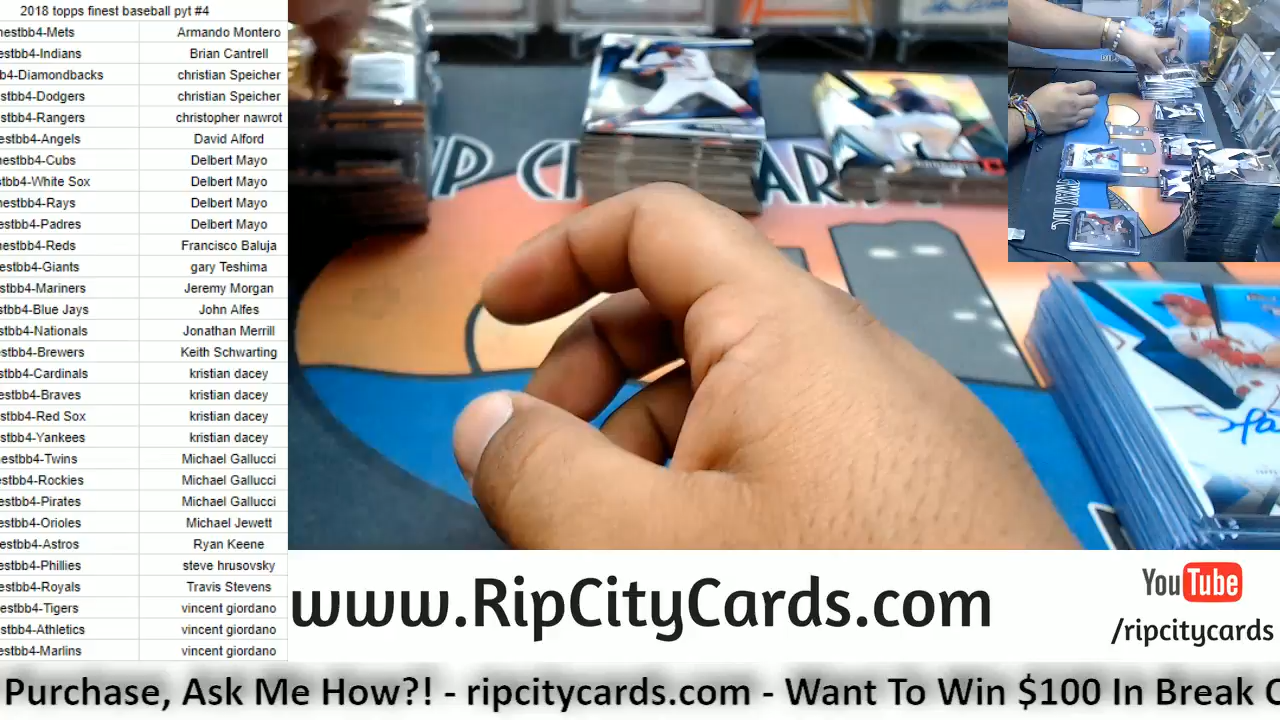 2018 topps finest baseball pyt #4
nestbb4-Mets Armando Montero
estbb4-Indians Brian Cantrell
b4-Diamondbacks christian Speicher
stbb4-Dodgers christian Speicher
stbb4-Rangers christopher nawrot
estbb4-Angels David Alford
nestbb4-Cubs Delbert Mayo
tbb4-White Sox Delbert Mayo
nestbb4-Rays Delbert Mayo
estbb4-Padres Delbert Mayo
nestbb4-Reds Francisco Baluja
estbb4-Giants gary Teshima
stbb4-Mariners Jeremy Morgan
stbb4-Blue Jays John Alfes
stbb4-Nationals Jonathan Merrill
stbb4-Brewers Keith Schwarting
stbb4-Cardinals kristian dacey
estbb4-Braves kristian dacey
stbb4-Red Sox kristian dacey
stbb4-Yankees kristian dacey
nestbb4-Twins Michael Gallucci
stbb4-Rockies Michael Gallucci
estbb4-Pirates Michael Gallucci
estbb4-Orioles Michael Jewett
estbb4-Astros Ryan Keene
stbb4-Phillies steve hrusovsky
estbb4-Royals Travis Stevens
estbb4-Tigers vincent giordano
stbb4-Athletics vincent giordano
stbb4-Marlins vincent giordano
www.RipCityCards.com
YouTube
/ripcitycards
Purchase, Ask Me How?! - ripcitycards.com - Want To Win $100 In Break C